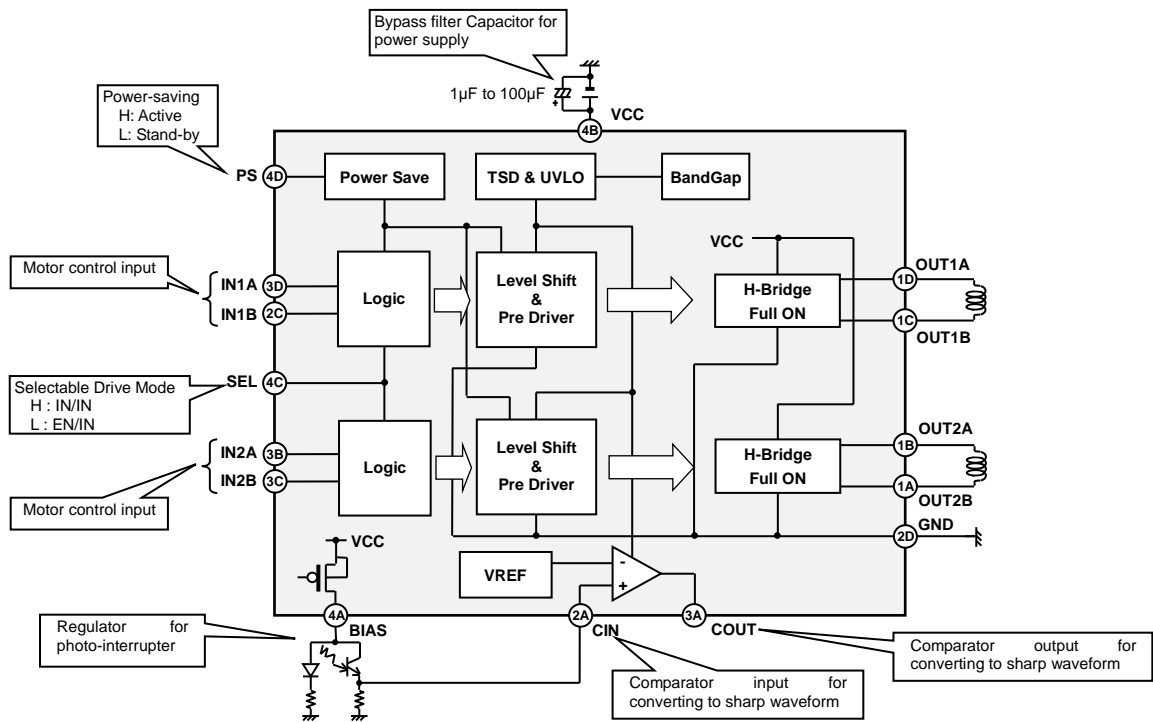 Bypass filter Capacitor for
power supply
1µF to 100µF
+
VCC
4B
Power-saving
H: Active
L: Stand-by
PS
4D
Power Save
TSD & UVLO
BandGap
VCC
Motor control input
IN1A
3D
IN1B
2C
Logic
Level Shift
&
Pre Driver
H-Bridge
Full ON
OUT1A
1D
1C
OUT1B
Selectable Drive Mode
H : IN/IN
L : EN/IN
SEL
4C
IN2A
3B
IN2B
3C
Logic
Level Shift
&
Pre Driver
H-Bridge
Full ON
OUT2A
1B
1A
OUT2B
Motor control input
GND
2D
VCC
VREF
-
+
4A
BIAS
2A
CIN
3A
COUT
Regulator for
photo-interrupter
Comparator input for
converting to sharp waveform
Comparator output for
converting to sharp waveform